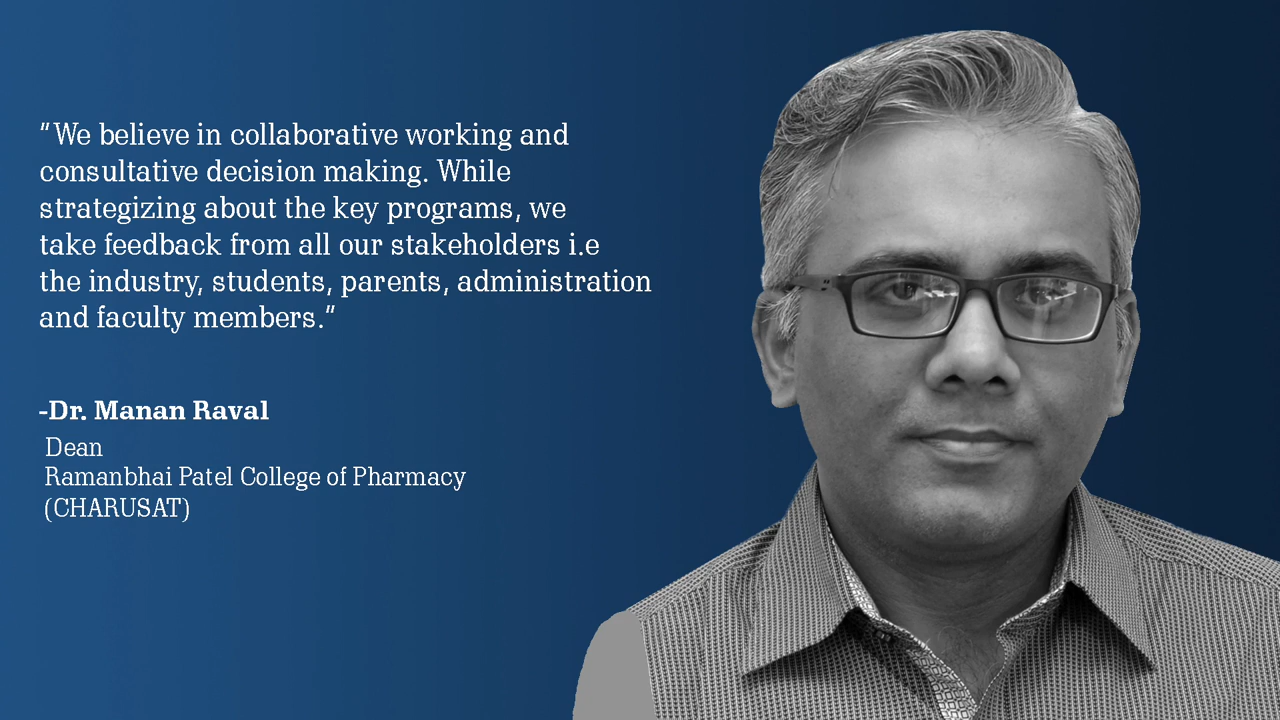 “We believe in collaborative working and
consultative decision making. While
strategizing about the key programs, we
take feedback from all our stakeholders i.e
the industry, students, parents, administration
and faculty members.”
-Dr. Manan Raval
Dean
Ramanbhai Patel College of Pharmacy
(CHARUSAT)